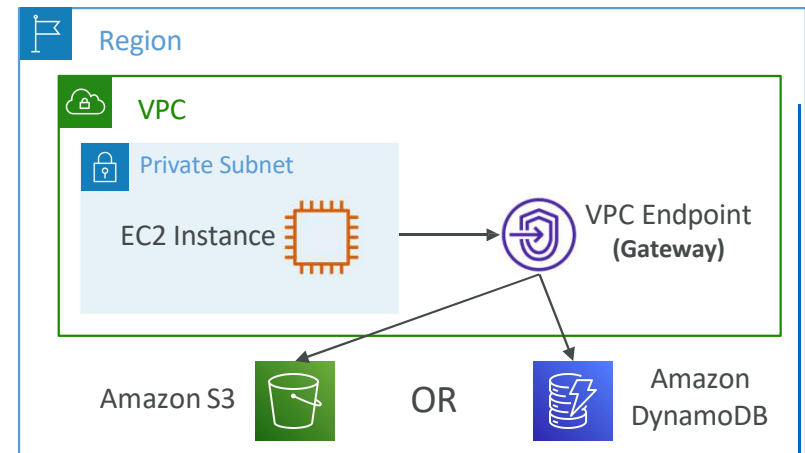 Region
VPC
Private Subnet
EC2 Instance
VPC Endpoint
(Gateway)
Amazon S3
OR
Amazon
DynamoDB